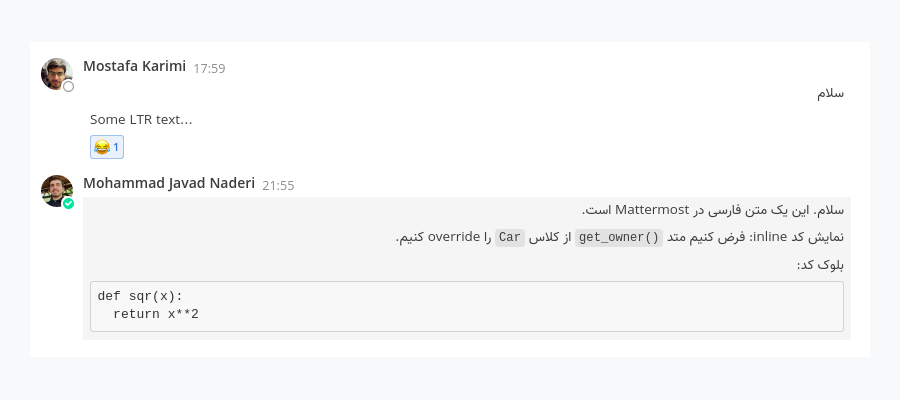 Mostafa Karimi 17:59
سلام
Some LTR text...
😂 1
Mohammad Javad Naderi 21:55
سلام. این یک متن فارسی در Mattermost است.
نمایش کد inline: فرض کنیم متد get_owner() از کلاس Car را override کنیم.
بلوک کد:
def sqr(x):
  return x**2